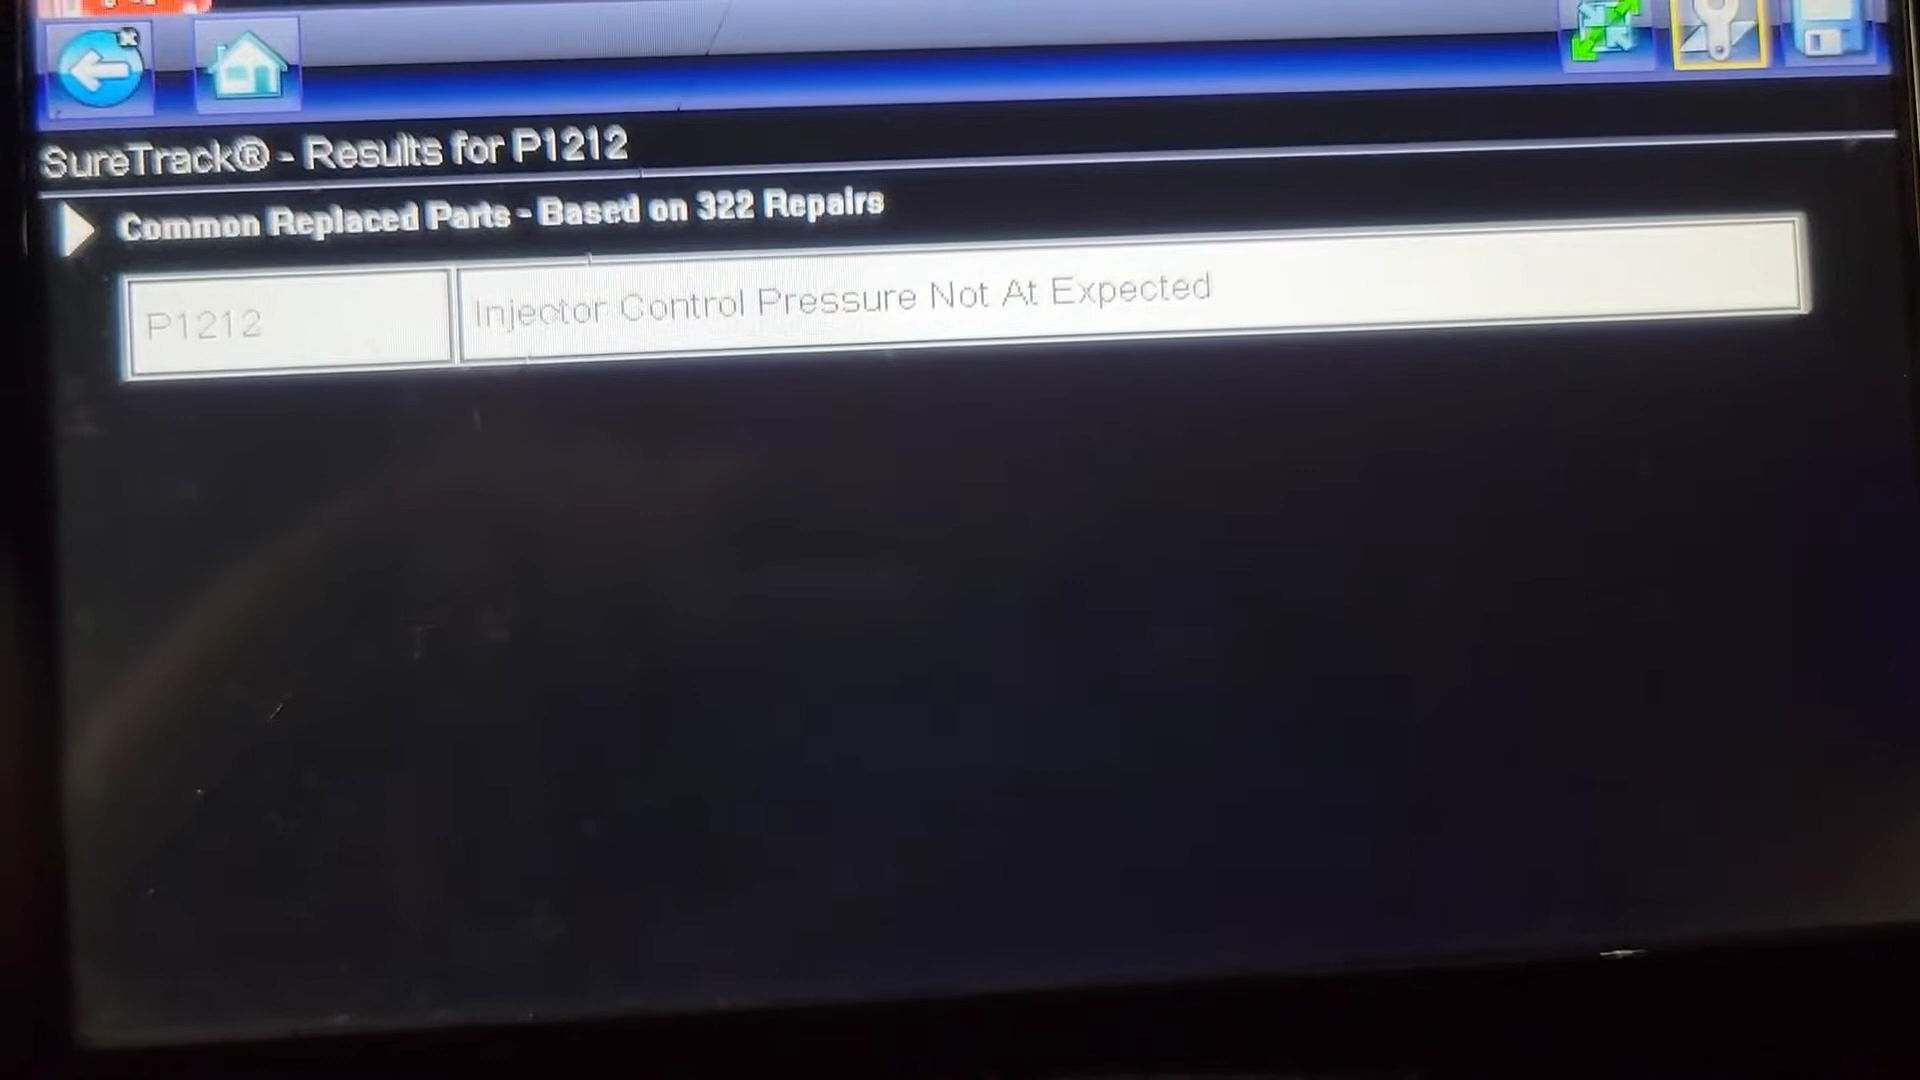 SureTrack® - Results for P1212
Common Replaced Parts - Based on 322 Repairs
P1212 Injector Control Pressure Not At Expected